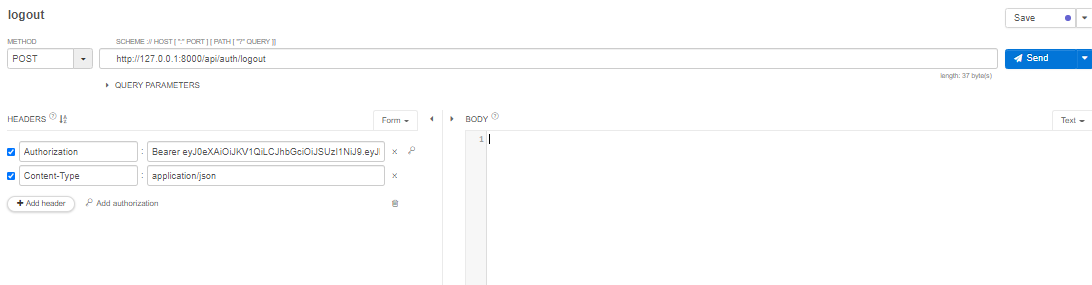 logout
Save
METHOD
SCHEME :// HOST [ ":" PORT ] [ PATH [ "?" QUERY ]]
POST
http://127.0.0.1:8000/api/auth/logout
Send
length: 37 byte(s)
QUERY PARAMETERS
HEADERS
Form
BODY
Text
Authorization : Bearer eyJ0eXAiOiJKV1QiLCJhbGciOiJSUzI1NiJ9.eyJ
1
Content-Type : application/json
+ Add header
Add authorization